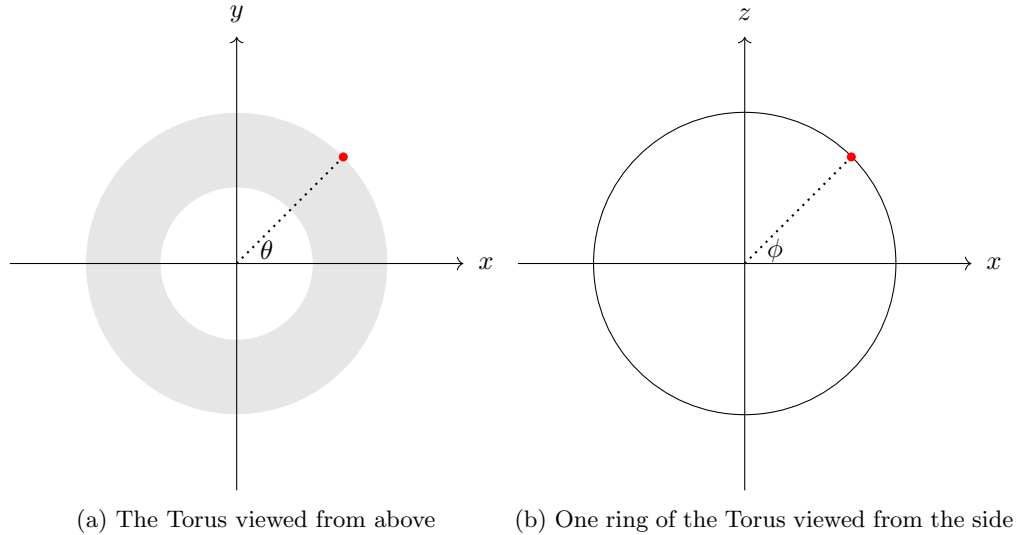 y
z
θ
x
ϕ
x
(a) The Torus viewed from above
(b) One ring of the Torus viewed from the side